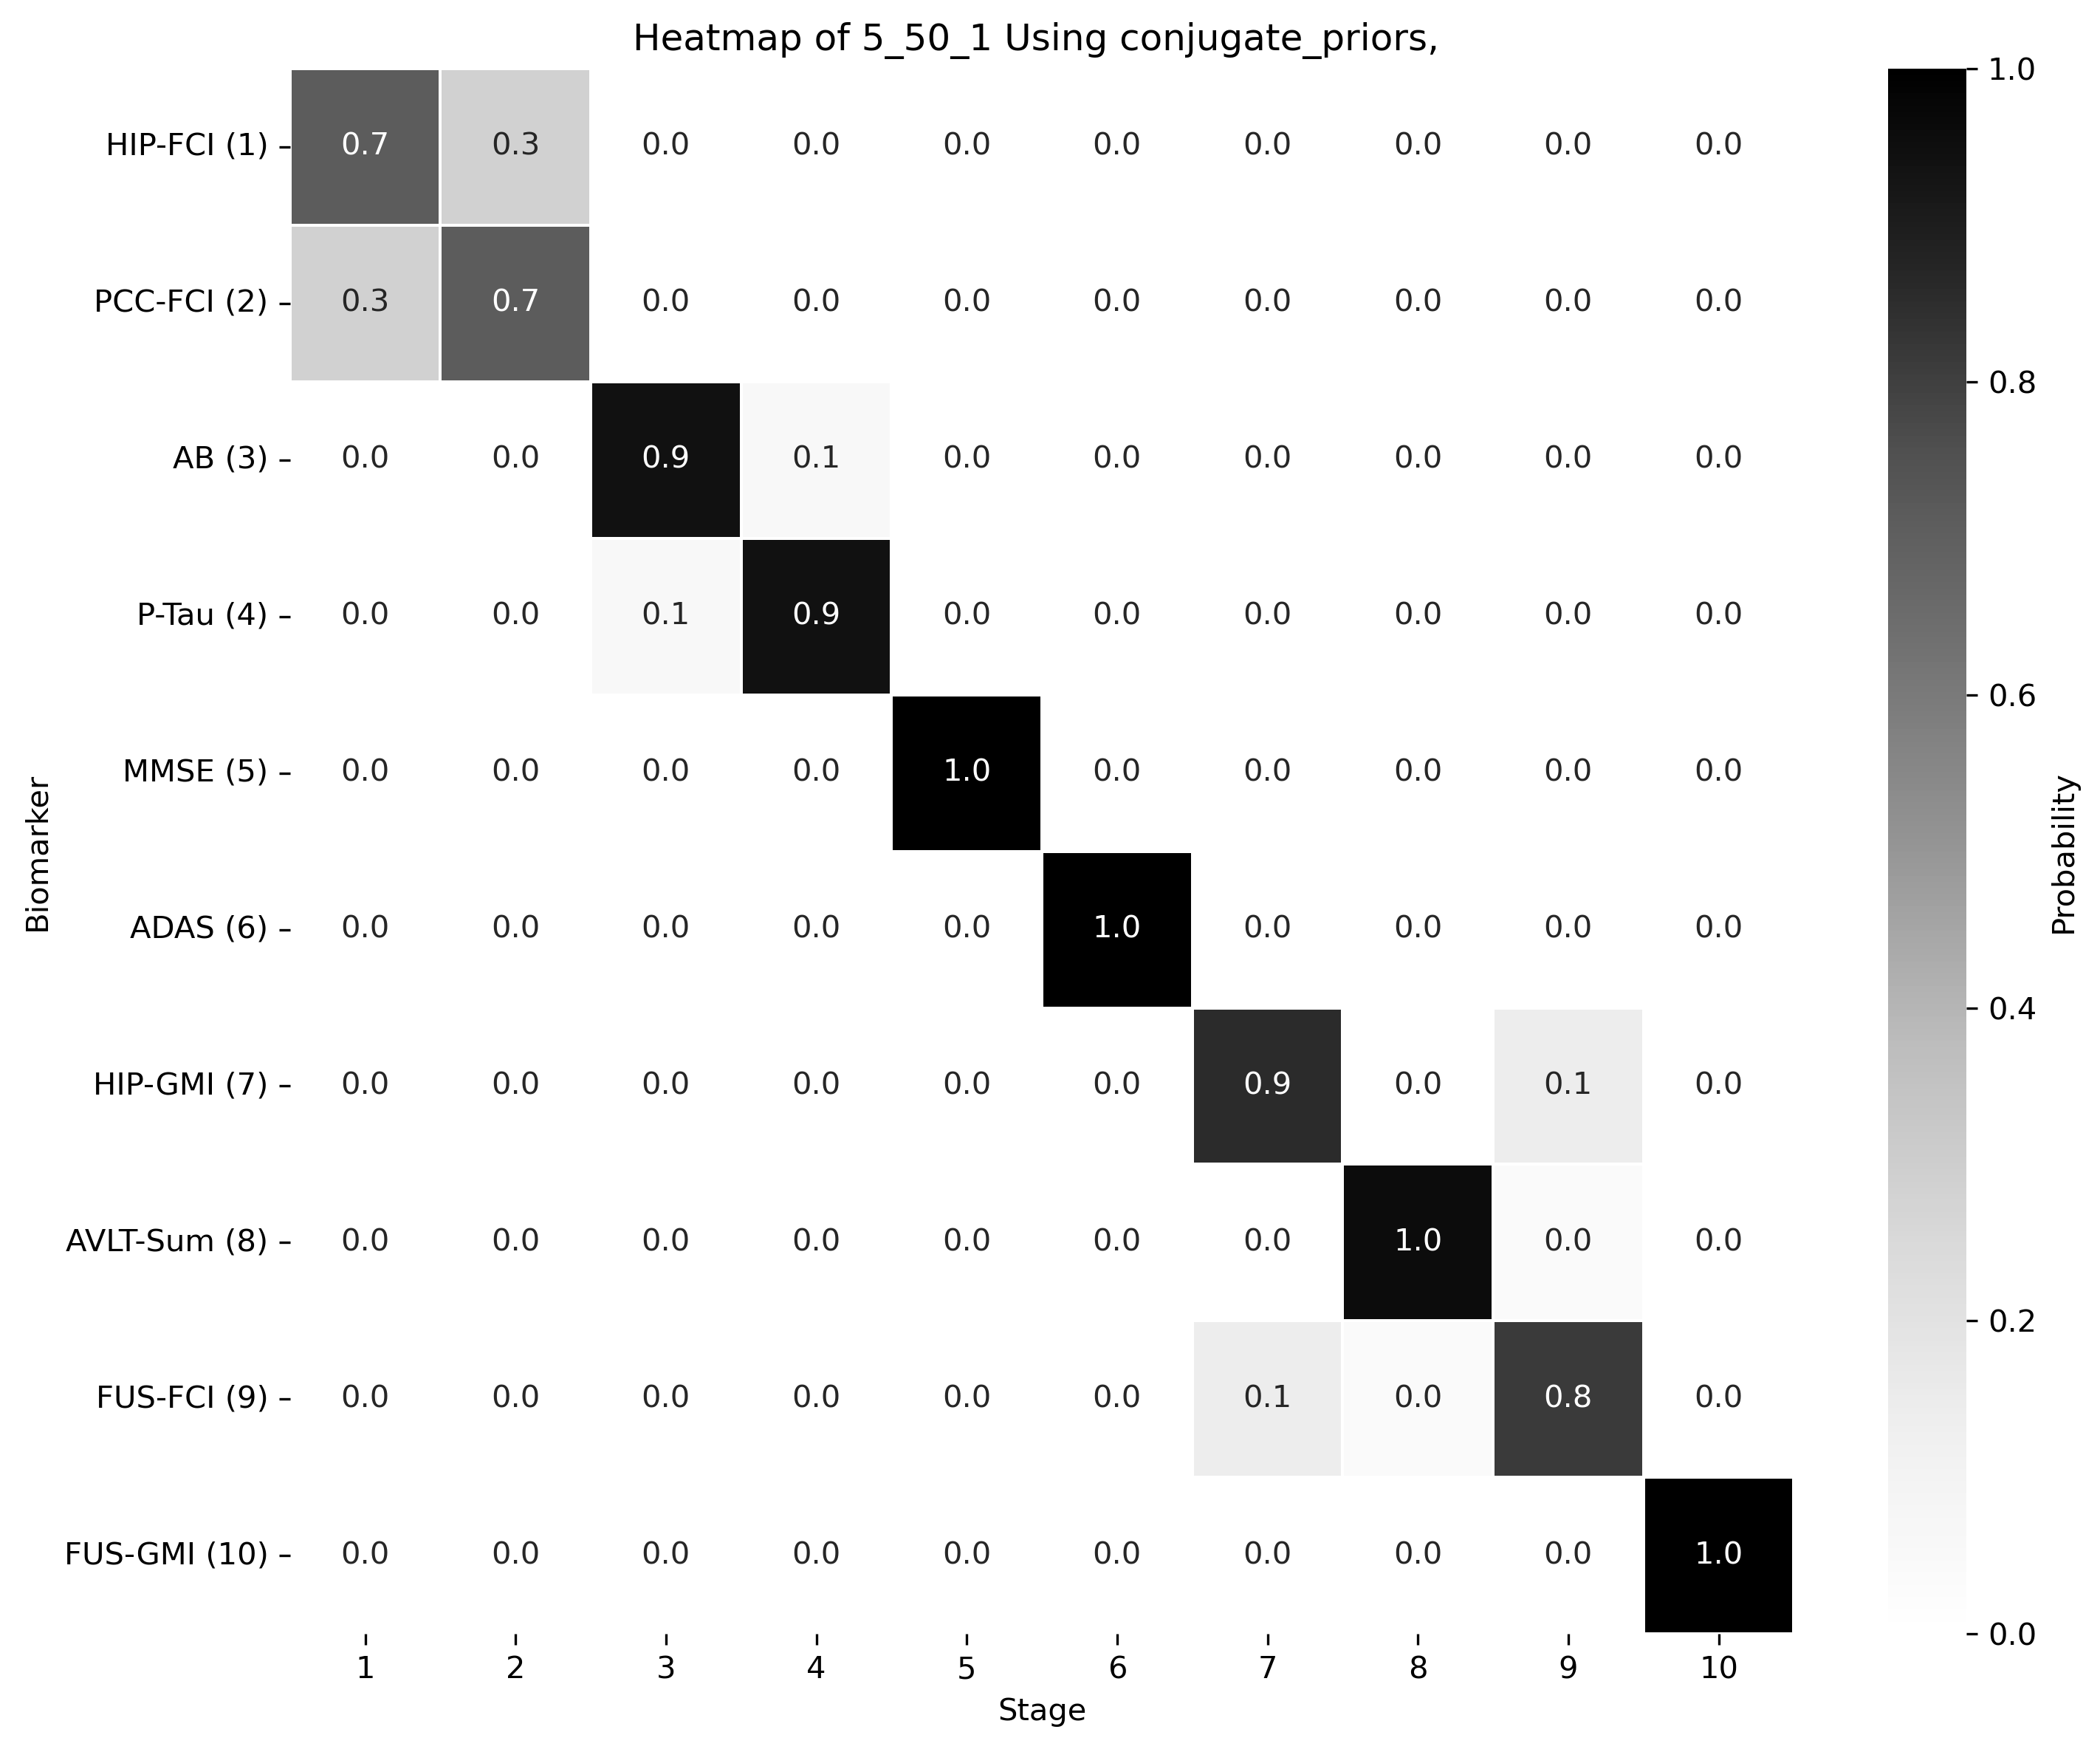 Heatmap of 5_50_1 Using conjugate_priors,
HIP-FCI (1) 0.7 0.3 0.0 0.0 0.0 0.0 0.0 0.0 0.0 0.0
PCC-FCI (2) 0.3 0.7 0.0 0.0 0.0 0.0 0.0 0.0 0.0 0.0
AB (3) 0.0 0.0 0.9 0.1 0.0 0.0 0.0 0.0 0.0 0.0
P-Tau (4) 0.0 0.0 0.1 0.9 0.0 0.0 0.0 0.0 0.0 0.0
MMSE (5) 0.0 0.0 0.0 0.0 1.0 0.0 0.0 0.0 0.0 0.0
ADAS (6) 0.0 0.0 0.0 0.0 0.0 1.0 0.0 0.0 0.0 0.0
HIP-GMI (7) 0.0 0.0 0.0 0.0 0.0 0.0 0.9 0.0 0.1 0.0
AVLT-Sum (8) 0.0 0.0 0.0 0.0 0.0 0.0 0.0 1.0 0.0 0.0
FUS-FCI (9) 0.0 0.0 0.0 0.0 0.0 0.0 0.1 0.0 0.8 0.0
FUS-GMI (10) 0.0 0.0 0.0 0.0 0.0 0.0 0.0 0.0 0.0 1.0
1 2 3 4 5 6 7 8 9 10
Stage
Biomarker
1.0
0.8
0.6
0.4
0.2
0.0
Probability